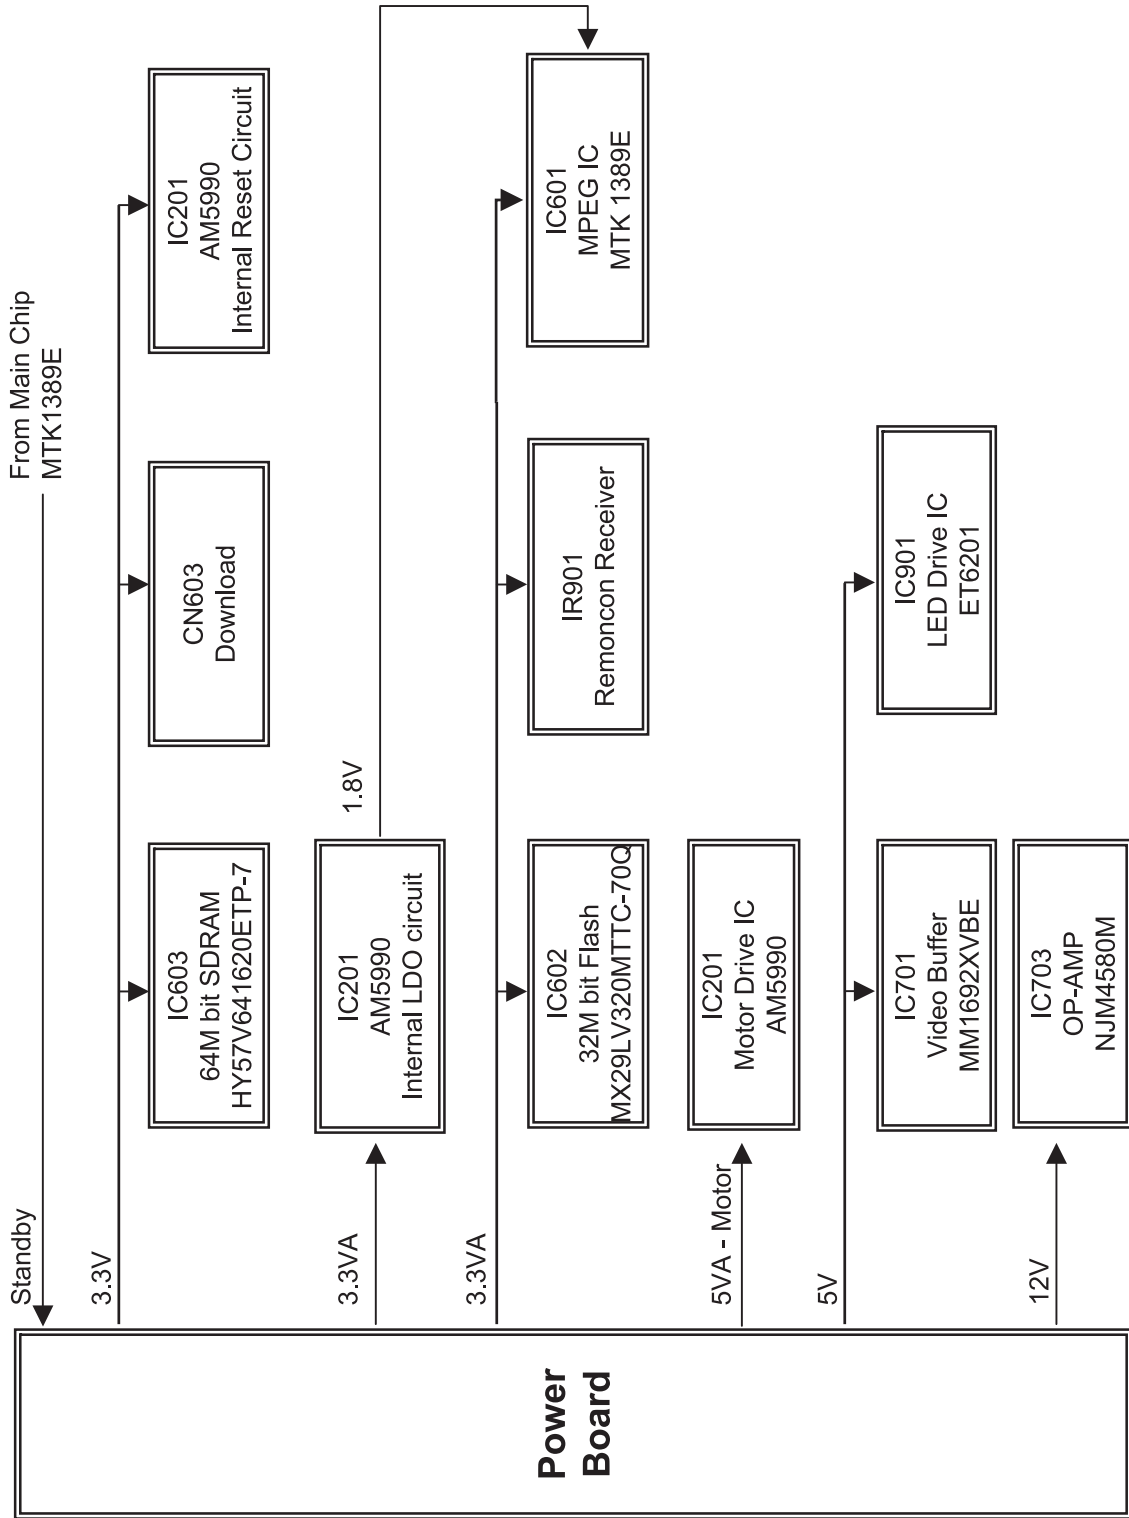 From Main Chip
MTK1389E
Standby
3.3V
IC603
64M bit SDRAM
HY57V641620ETP-7
CN603
Download
IC201
AM5990
Internal Reset Circuit
3.3VA
IC201
AM5990
Internal LDO circuit
1.8V
3.3VA
IC602
32M bit Flash
MX29LV320MTTC-70Q
IR901
Remoncon Receiver
IC601
MPEG IC
MTK 1389E
5VA - Motor
IC201
Motor Drive IC
AM5990
5V
IC701
Video Buffer
MM1692XVBE
IC901
LED Drive IC
ET6201
12V
IC703
OP-AMP
NJM4580M
Power
Board